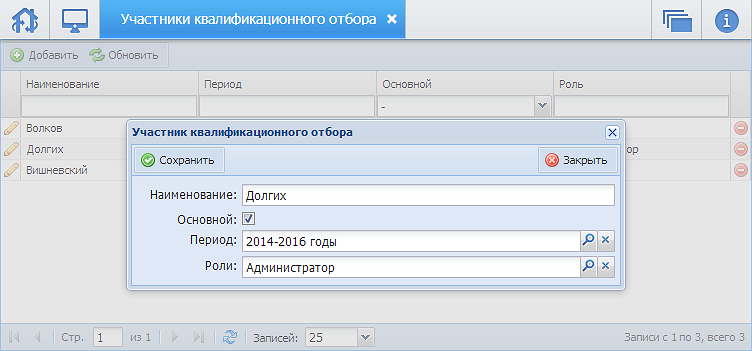 Участники квалификационного отбора
Добавить Обновить
Наименование Период Основной Роль
-
Волков
Долгих ор
Вишневский
Участник квалификационного отбора
Сохранить Закрыть
Наименование: Долгих
Основной:
Период: 2014-2016 годы
Роли: Администратор
Стр. 1 из 1 Записей: 25 Записи с 1 по 3, всего 3